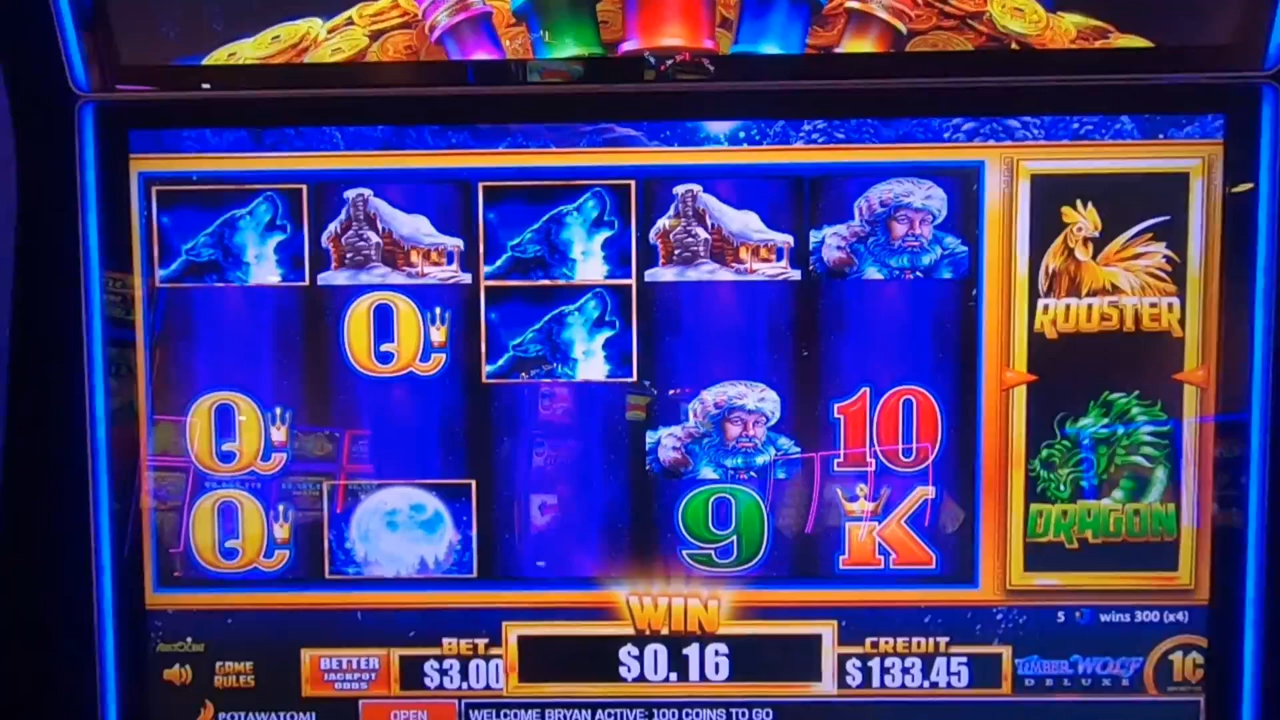 Q
ROOSTER
Q
10
Q
9
K
DRAGON
WIN
5 wins 300 (x4)
GAME RULES
BETTER JACKPOT ODDS
BET
$3.00
$0.16
CREDIT
$133.45
TIMBER WOLF
DELUXE
1¢
POTAWATOMI
OPEN
WELCOME BRYAN ACTIVE: 100 COINS TO GO